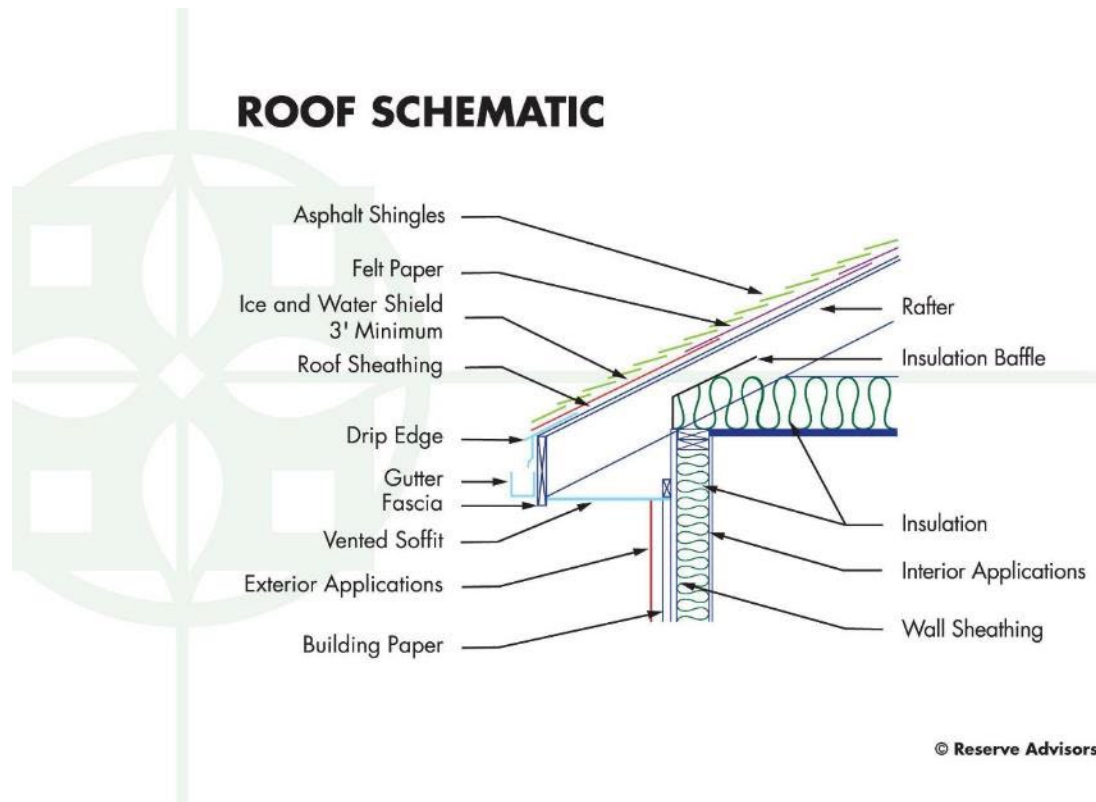 ROOF SCHEMATIC
Asphalt Shingles
Felt Paper
Ice and Water Shield
3' Minimum
Roof Sheathing
Drip Edge
Gutter
Fascia
Vented Soffit
Exterior Applications
Building Paper
Rafter
Insulation Baffle
Insulation
Interior Applications
Wall Sheathing
© Reserve Advisors